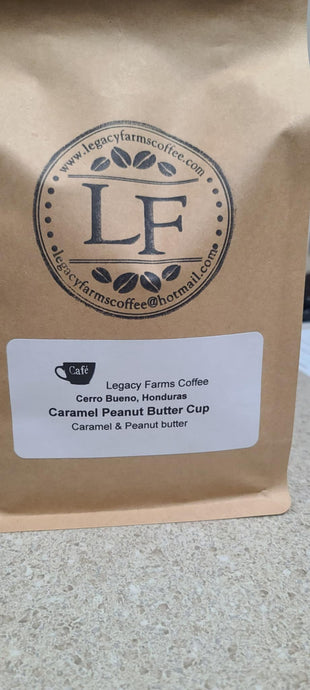 www.legacyfarmscoffee.com
LF
legacyfarmscoffee@hotmail.com
Café
Legacy Farms Coffee
Cerro Bueno, Honduras
Caramel Peanut Butter Cup
Caramel & Peanut butter